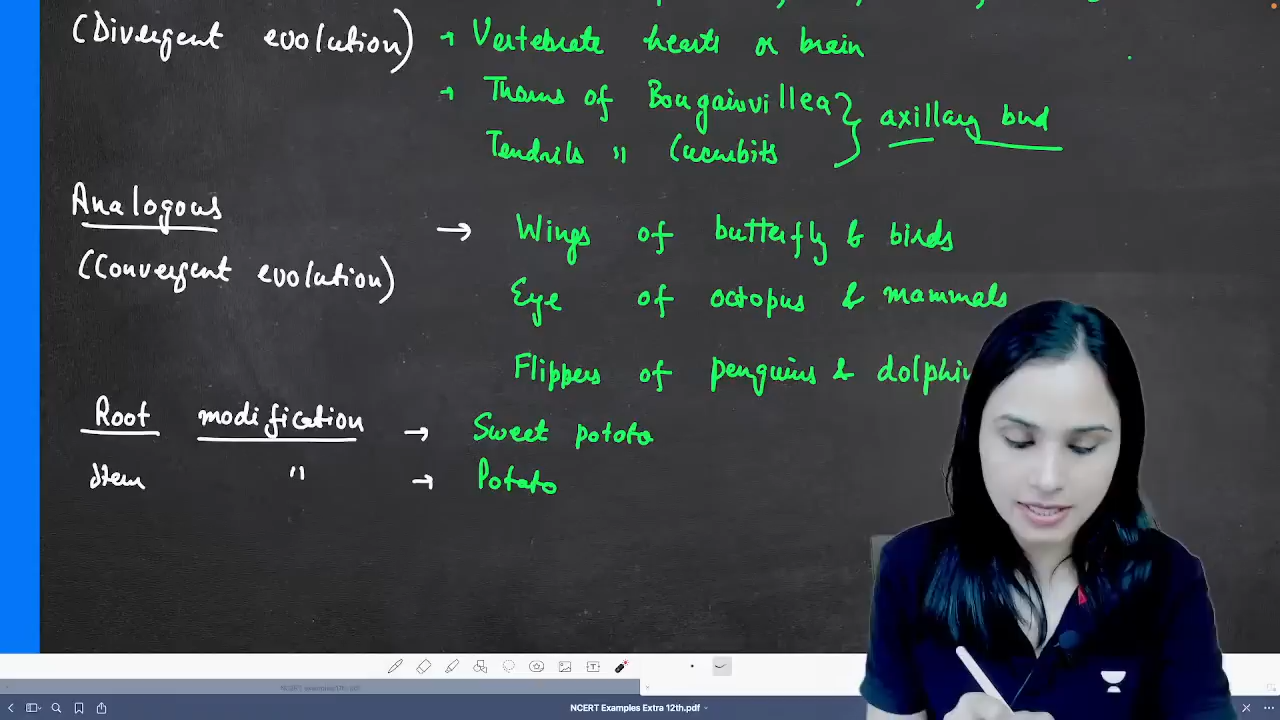 (Divergent evolution) → Vertebrate hearts or brain
→ Thorns of Bougainvillea } axillary bud
Tendrils " Cucurbits
Analogous → Wings of butterfly & birds
(Convergent evolution)
Eye of octopus & mammals
Flippers of penguins & dolphin
Root modification → Sweet potato
Stem " → Potato
NCERT Examples Extra 12th.pdf